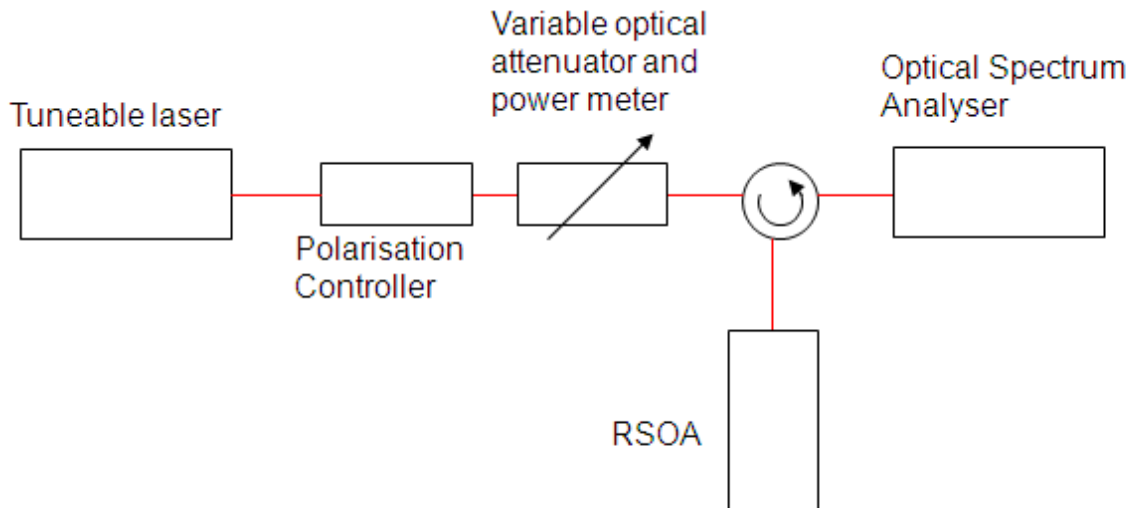 Tuneable laser
Polarisation
Controller
Variable optical
attenuator and
power meter
Optical Spectrum
Analyser
RSOA